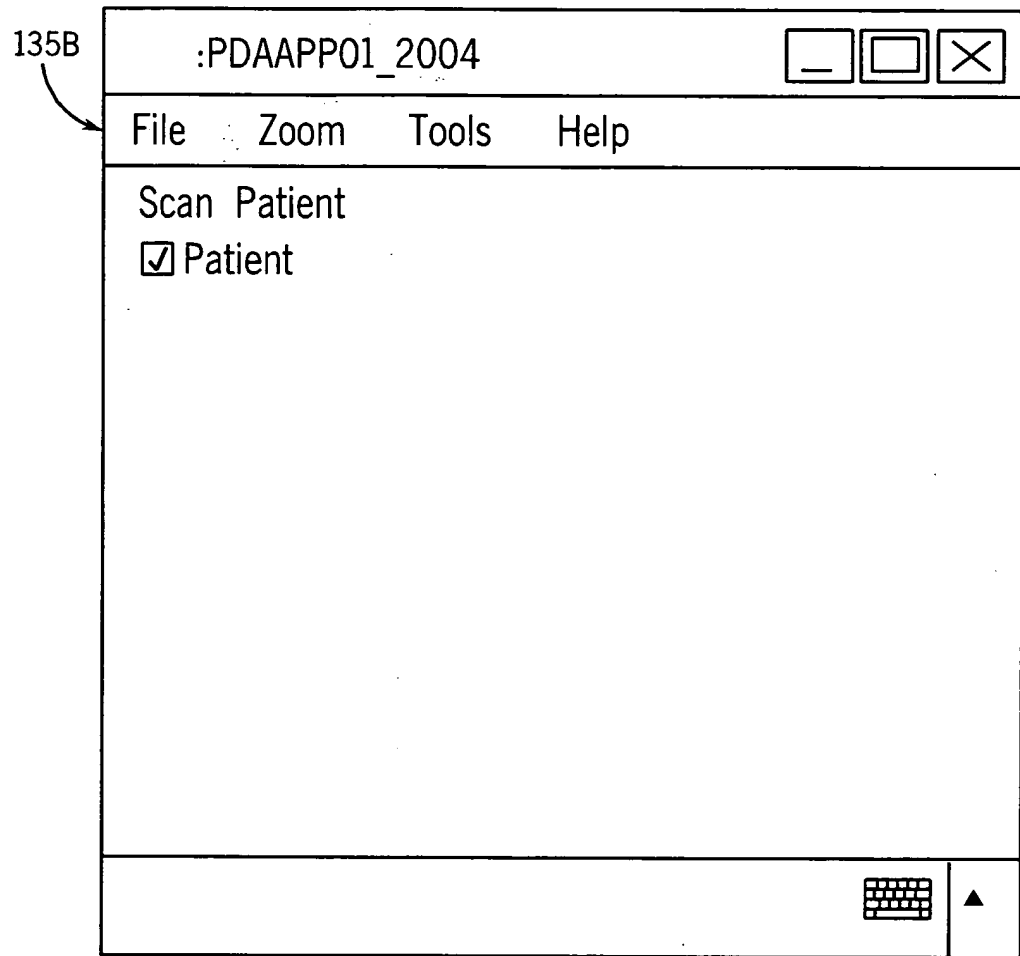 135B
:PDAAPP01_2004
File Zoom Tools Help
Scan Patient
☑ Patient